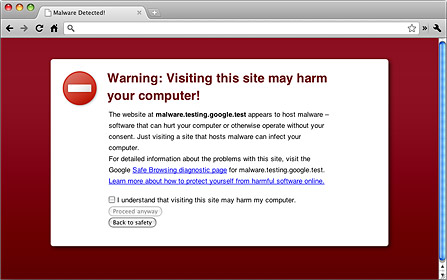 Malware Detected!
Warning: Visiting this site may harm
your computer!
The website at malware.testing.google.test appears to host malware –
software that can hurt your computer or otherwise operate without your
consent. Just visiting a site that hosts malware can infect your
computer.
For detailed information about the problems with this site, visit the
Google Safe Browsing diagnostic page for malware.testing.google.test.
Learn more about how to protect yourself from harmful software online.
I understand that visiting this site may harm my computer.
Proceed anyway
Back to safety